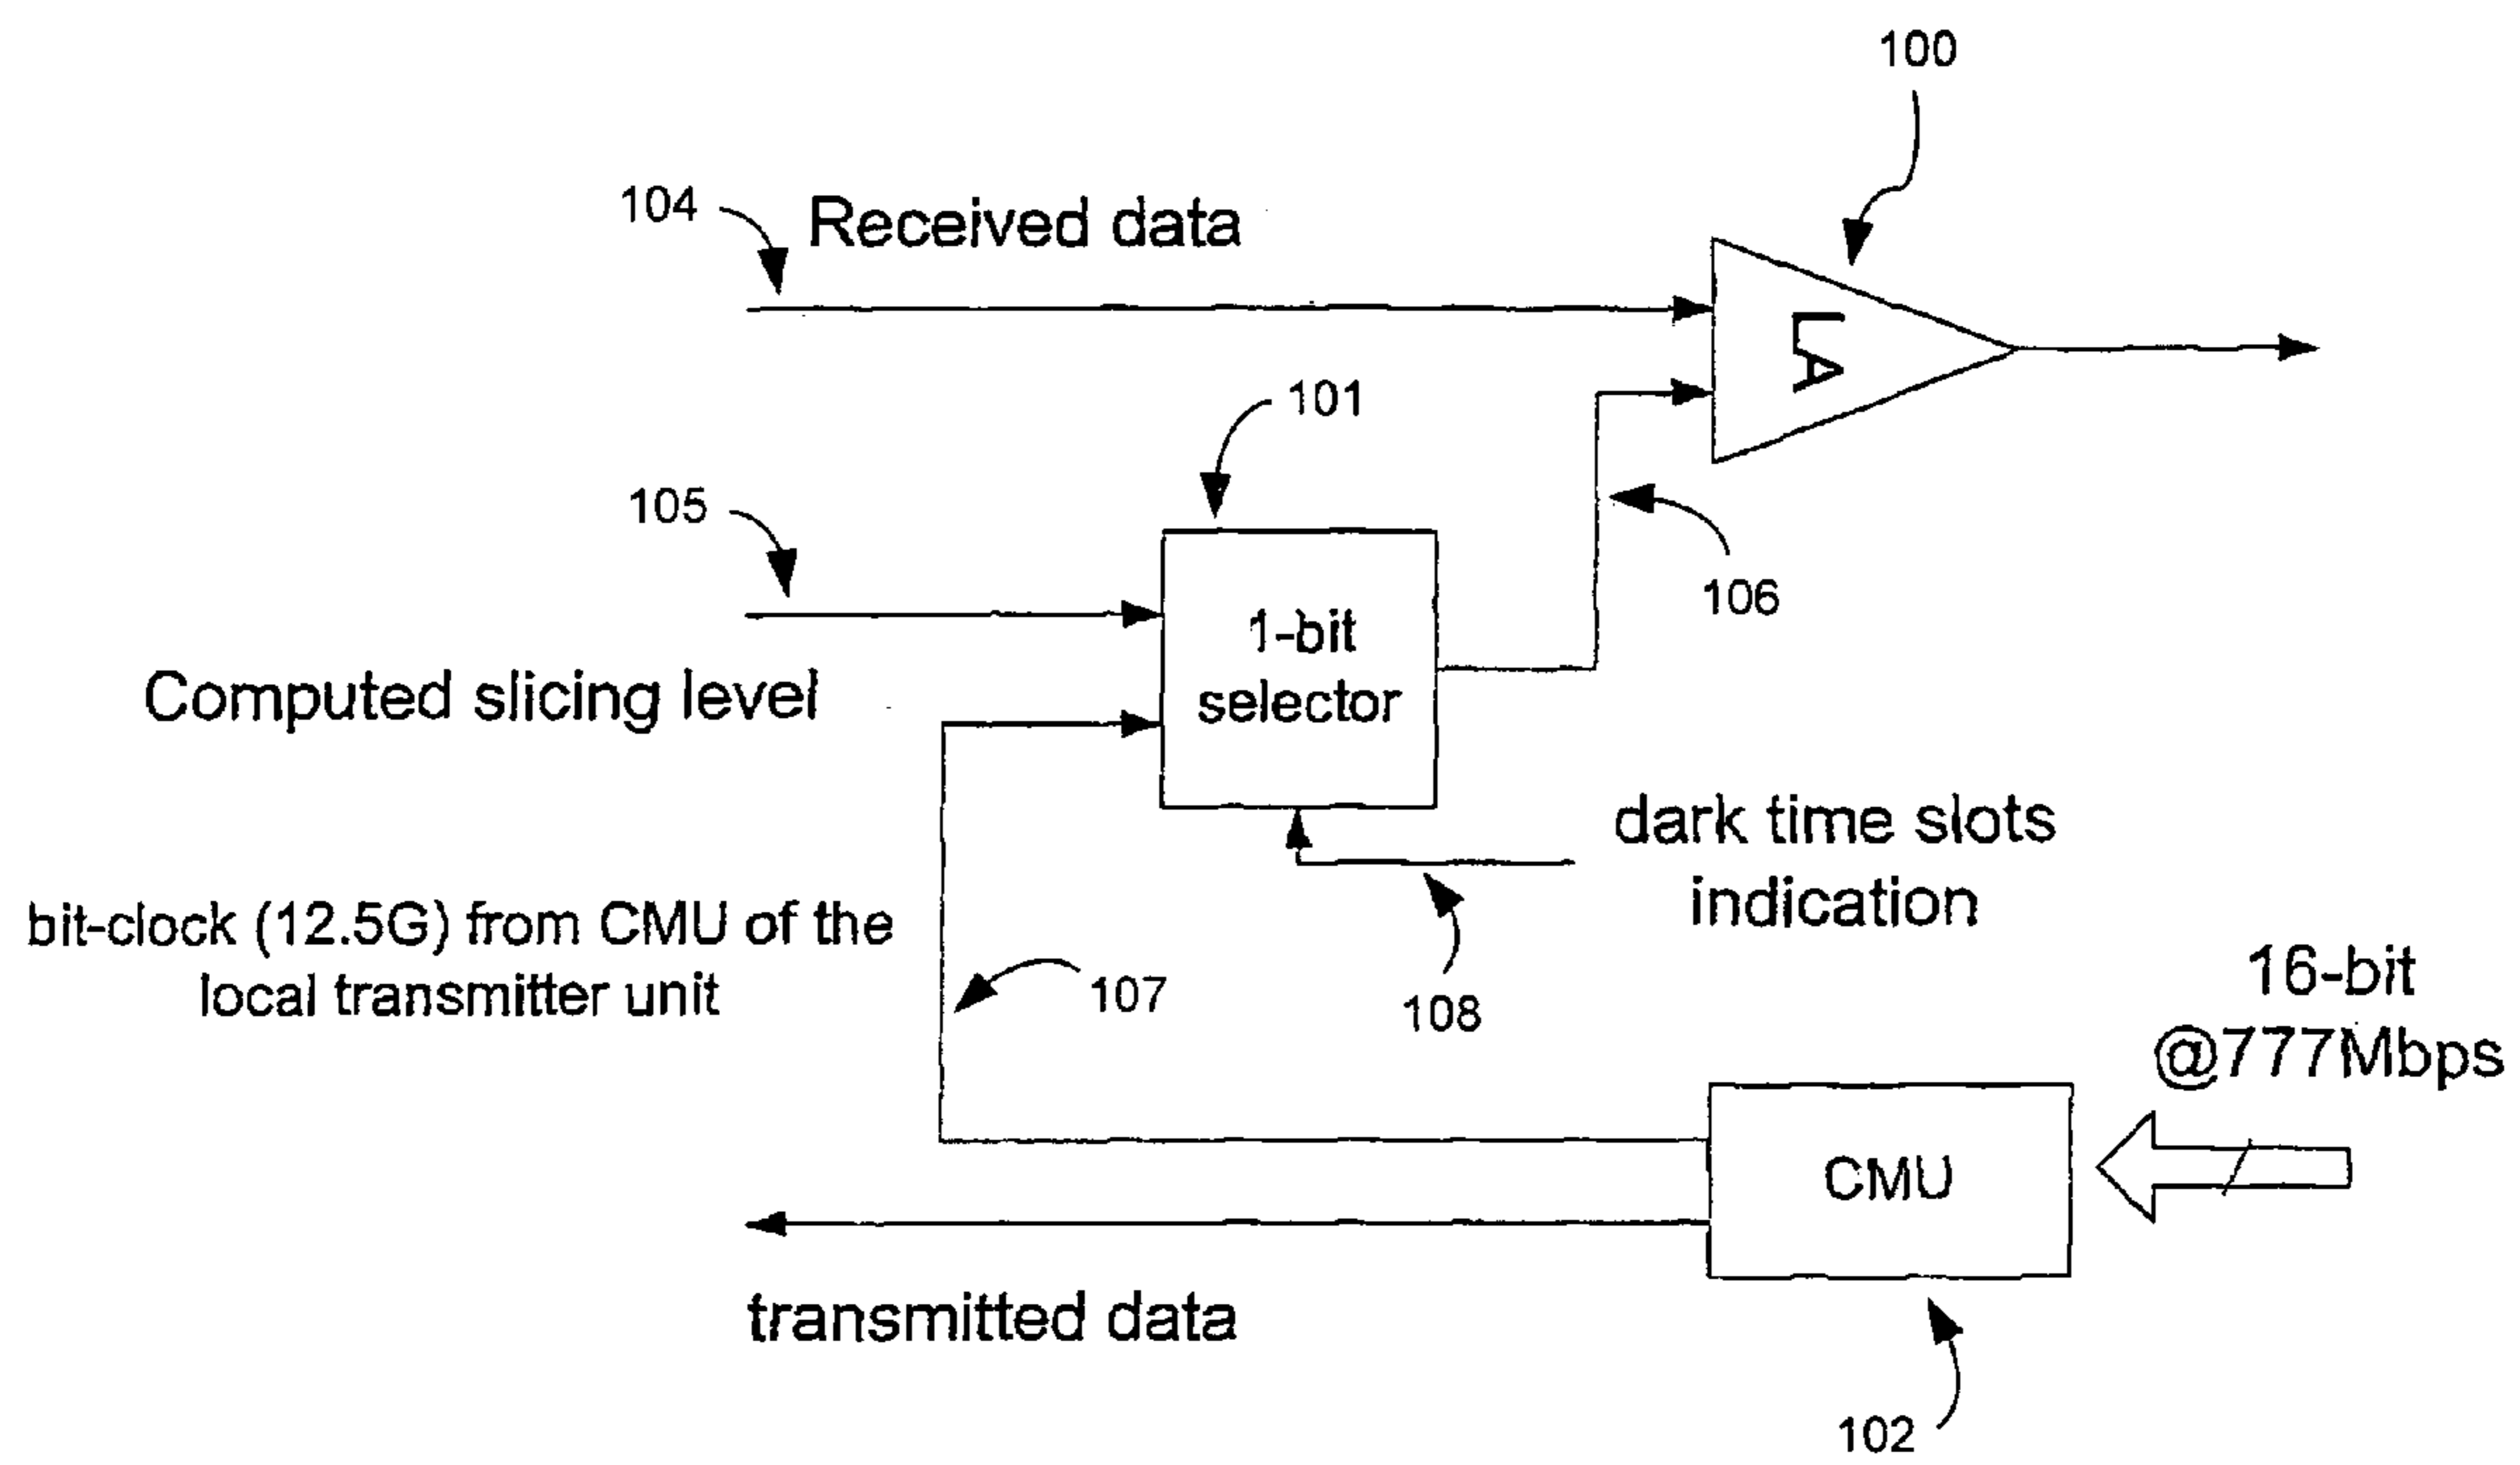 100
104
Received data
LA
101
105
106
1-bit
selector
Computed slicing level
dark time slots
indication
bit-clock (12.5G) from CMU of the
local transmitter unit
107
108
16-bit
@777Mbps
CMU
transmitted data
102